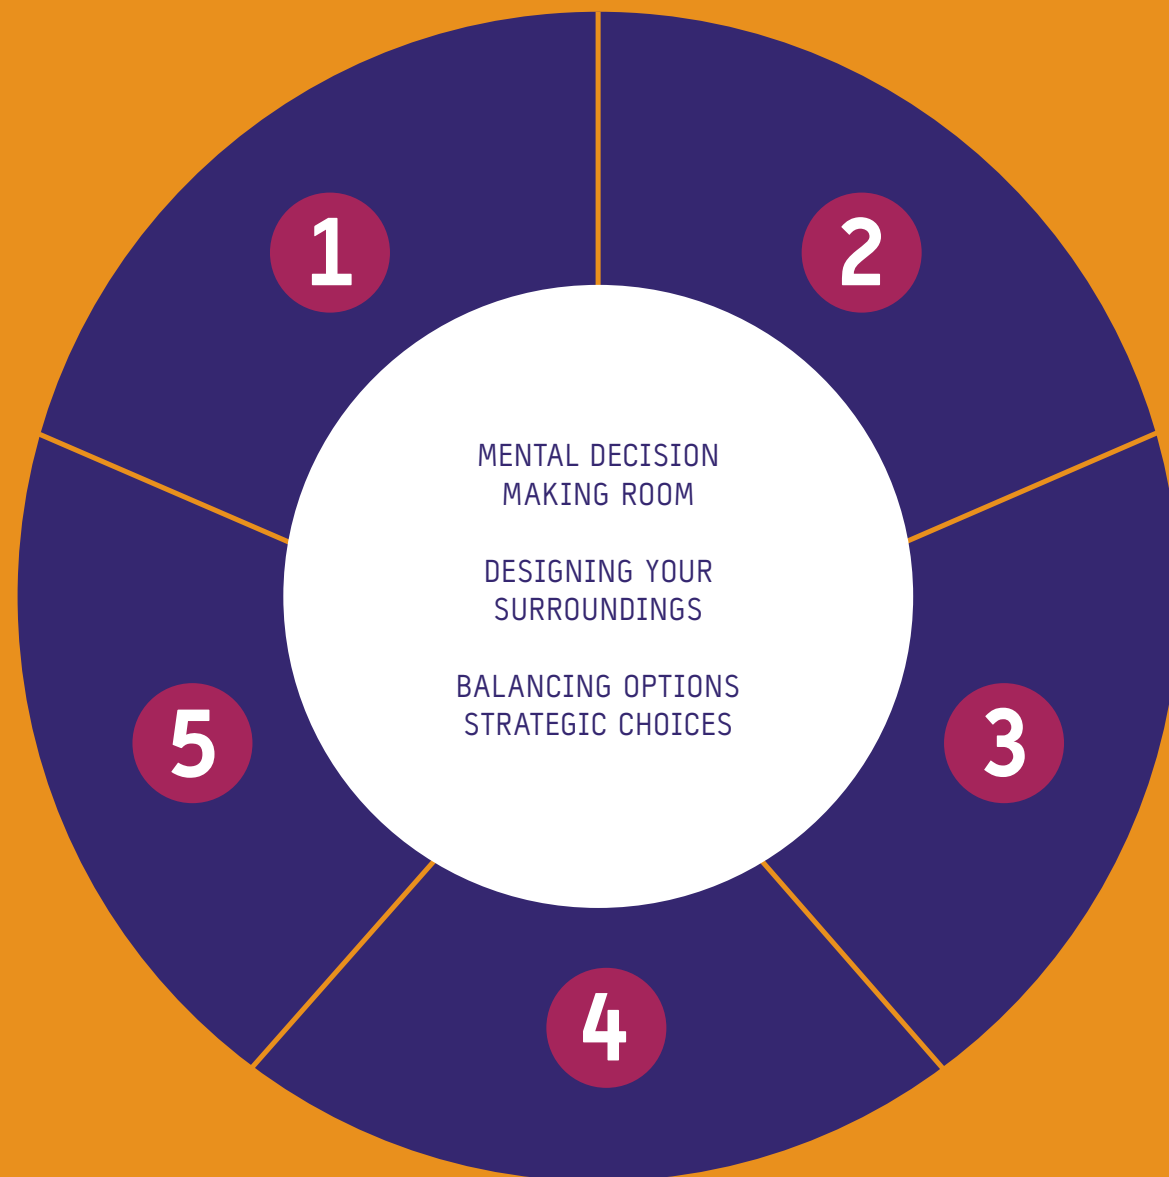 1
2
MENTAL DECISION
MAKING ROOM
DESIGNING YOUR
SURROUNDINGS
BALANCING OPTIONS
STRATEGIC CHOICES
5
3
4